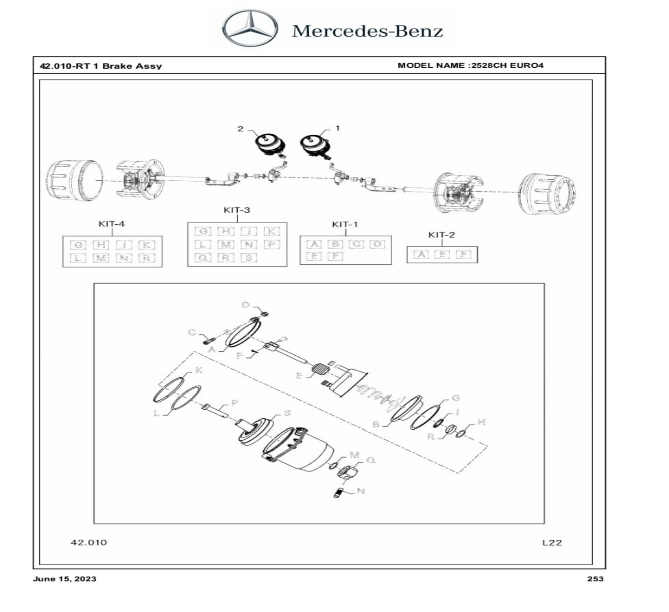 Mercedes-Benz
42.010-RT 1 Brake Assy MODEL NAME :2528CH EURO4
2 1
KIT-4 KIT-3 KIT-1 KIT-2
G H J K
L M N R
G H J K
L M N P
Q R S
A B C D
E F
A E F
D
C
A
F
E
K
L
P
S
G
J
H
B
R
M
Q
N
42.010 L22
June 15, 2023 253